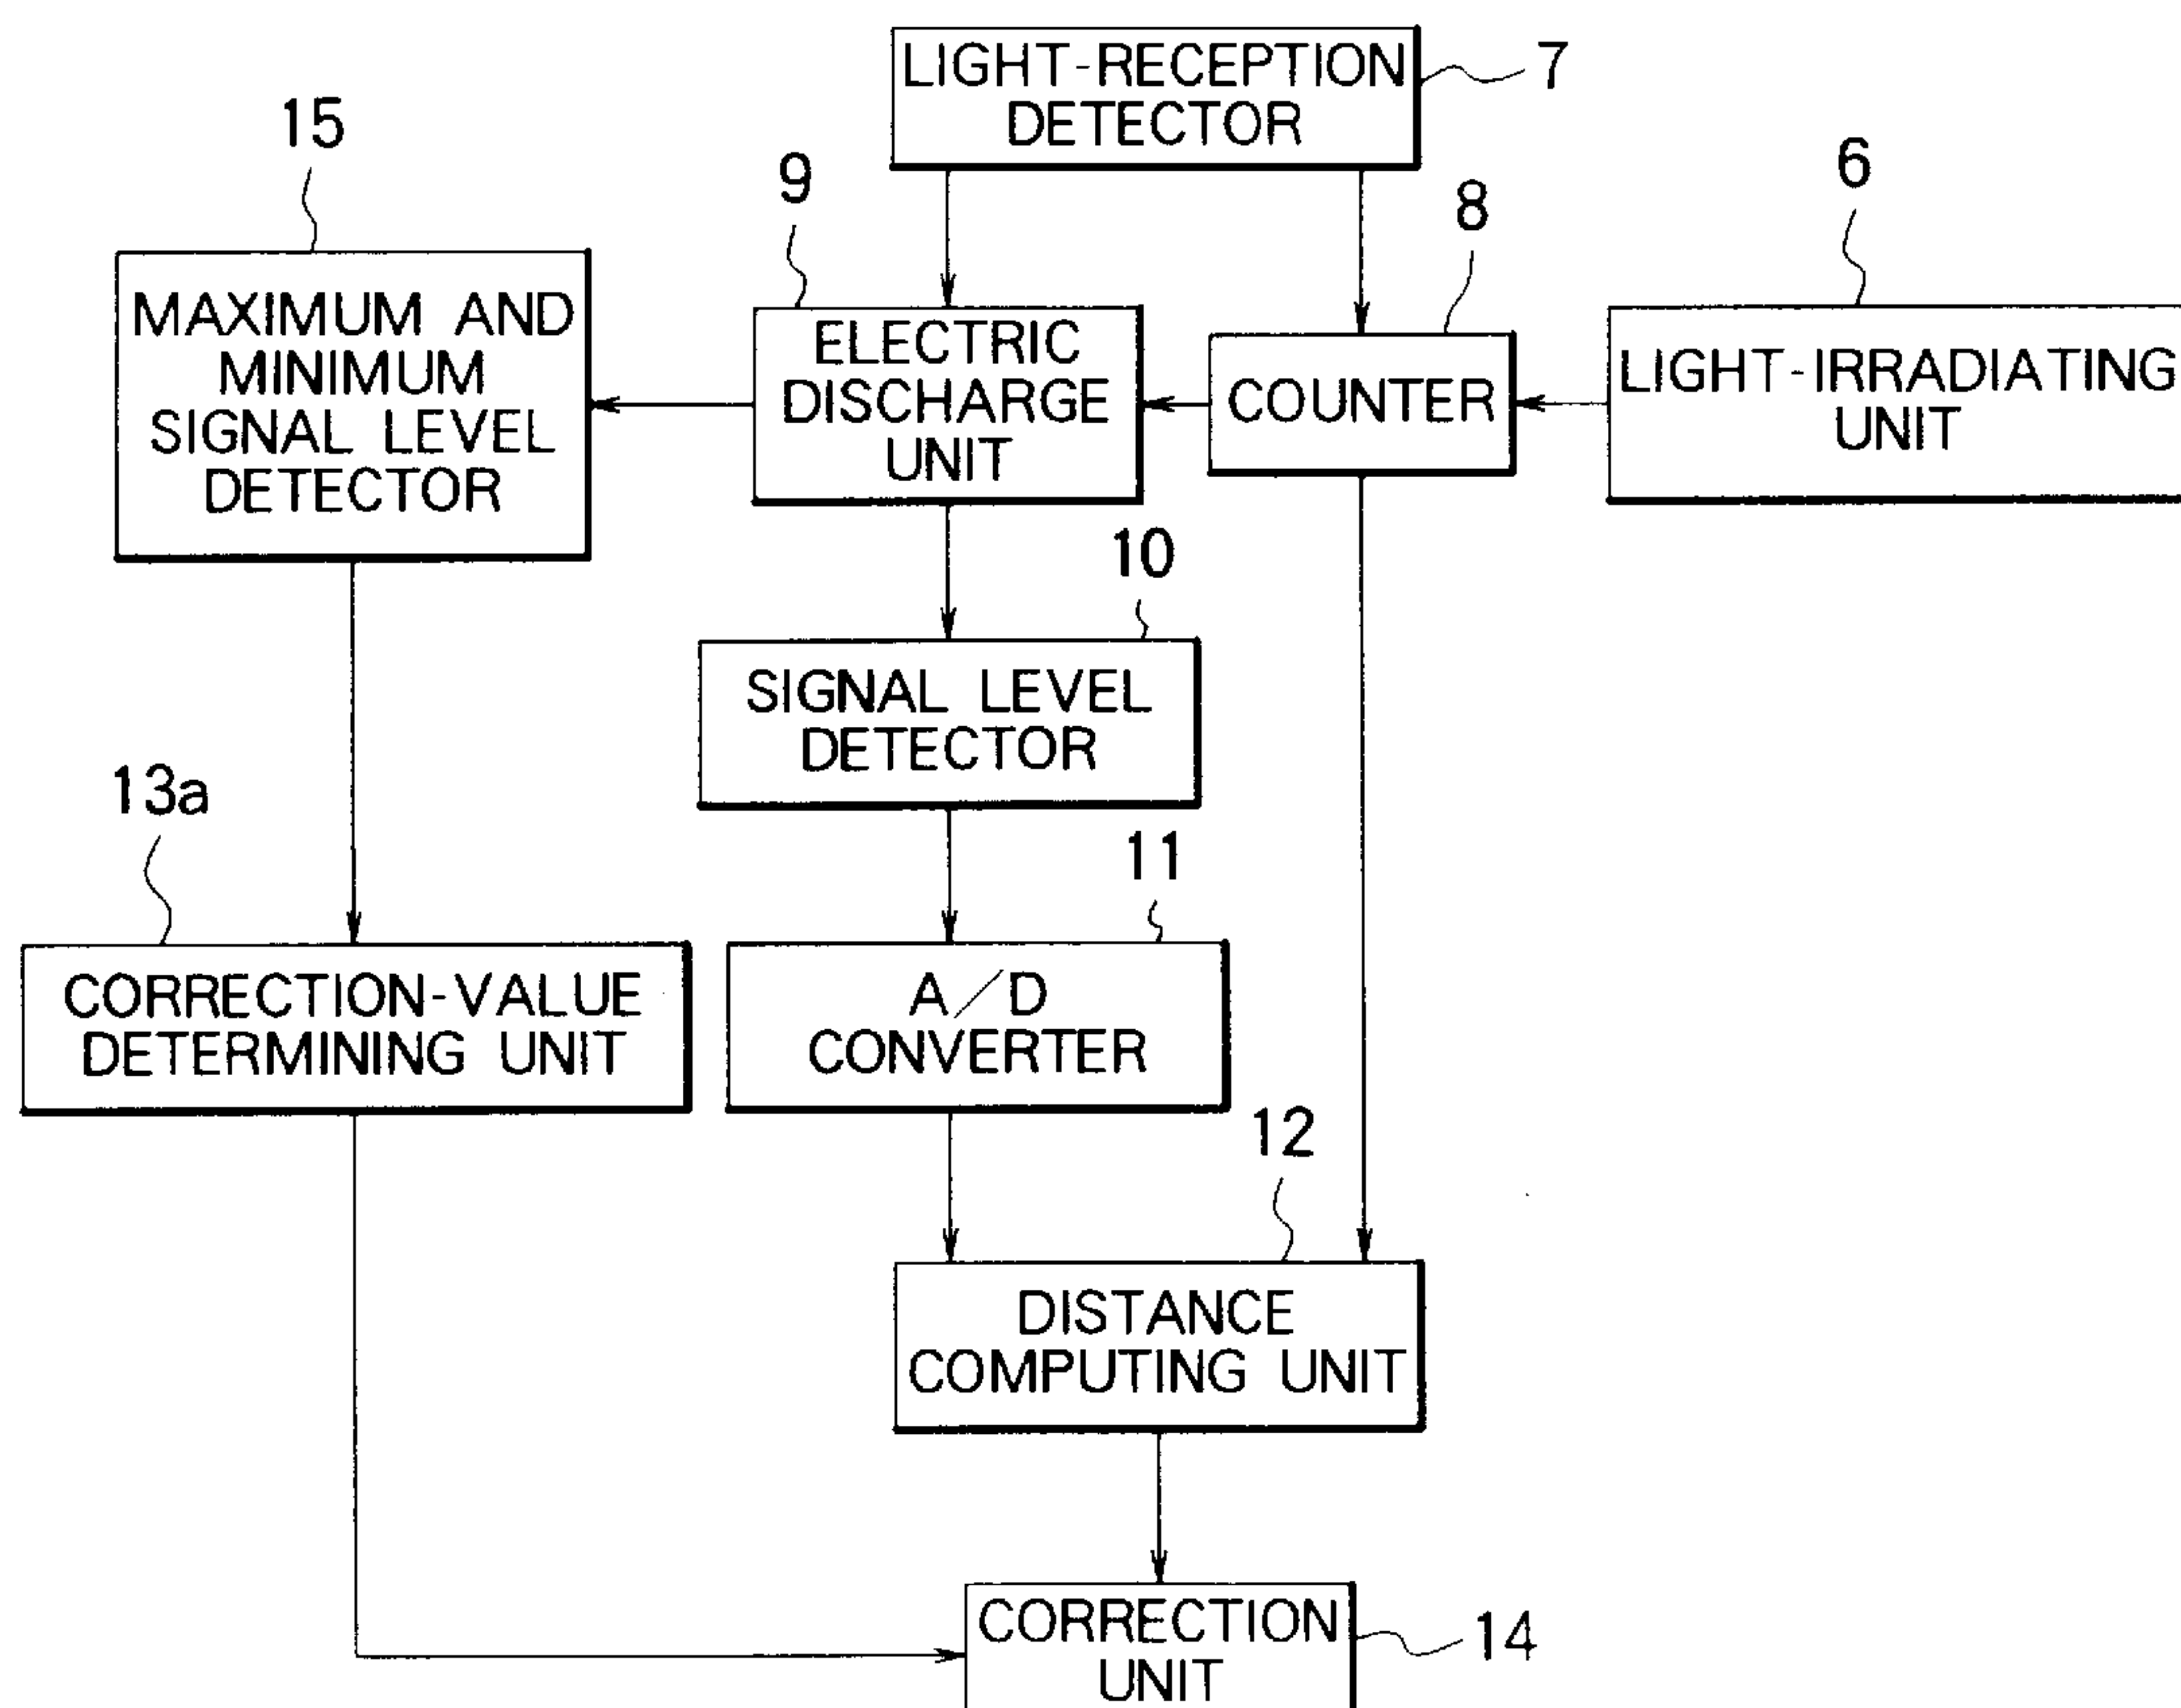 LIGHT-RECEPTION
DETECTOR
7
15
9
8
6
MAXIMUM AND
MINIMUM
SIGNAL LEVEL
DETECTOR
ELECTRIC
DISCHARGE
UNIT
COUNTER
LIGHT-IRRADIATING
UNIT
10
SIGNAL LEVEL
DETECTOR
13a
11
CORRECTION-VALUE
DETERMINING UNIT
A/D
CONVERTER
12
DISTANCE
COMPUTING UNIT
CORRECTION
UNIT
14